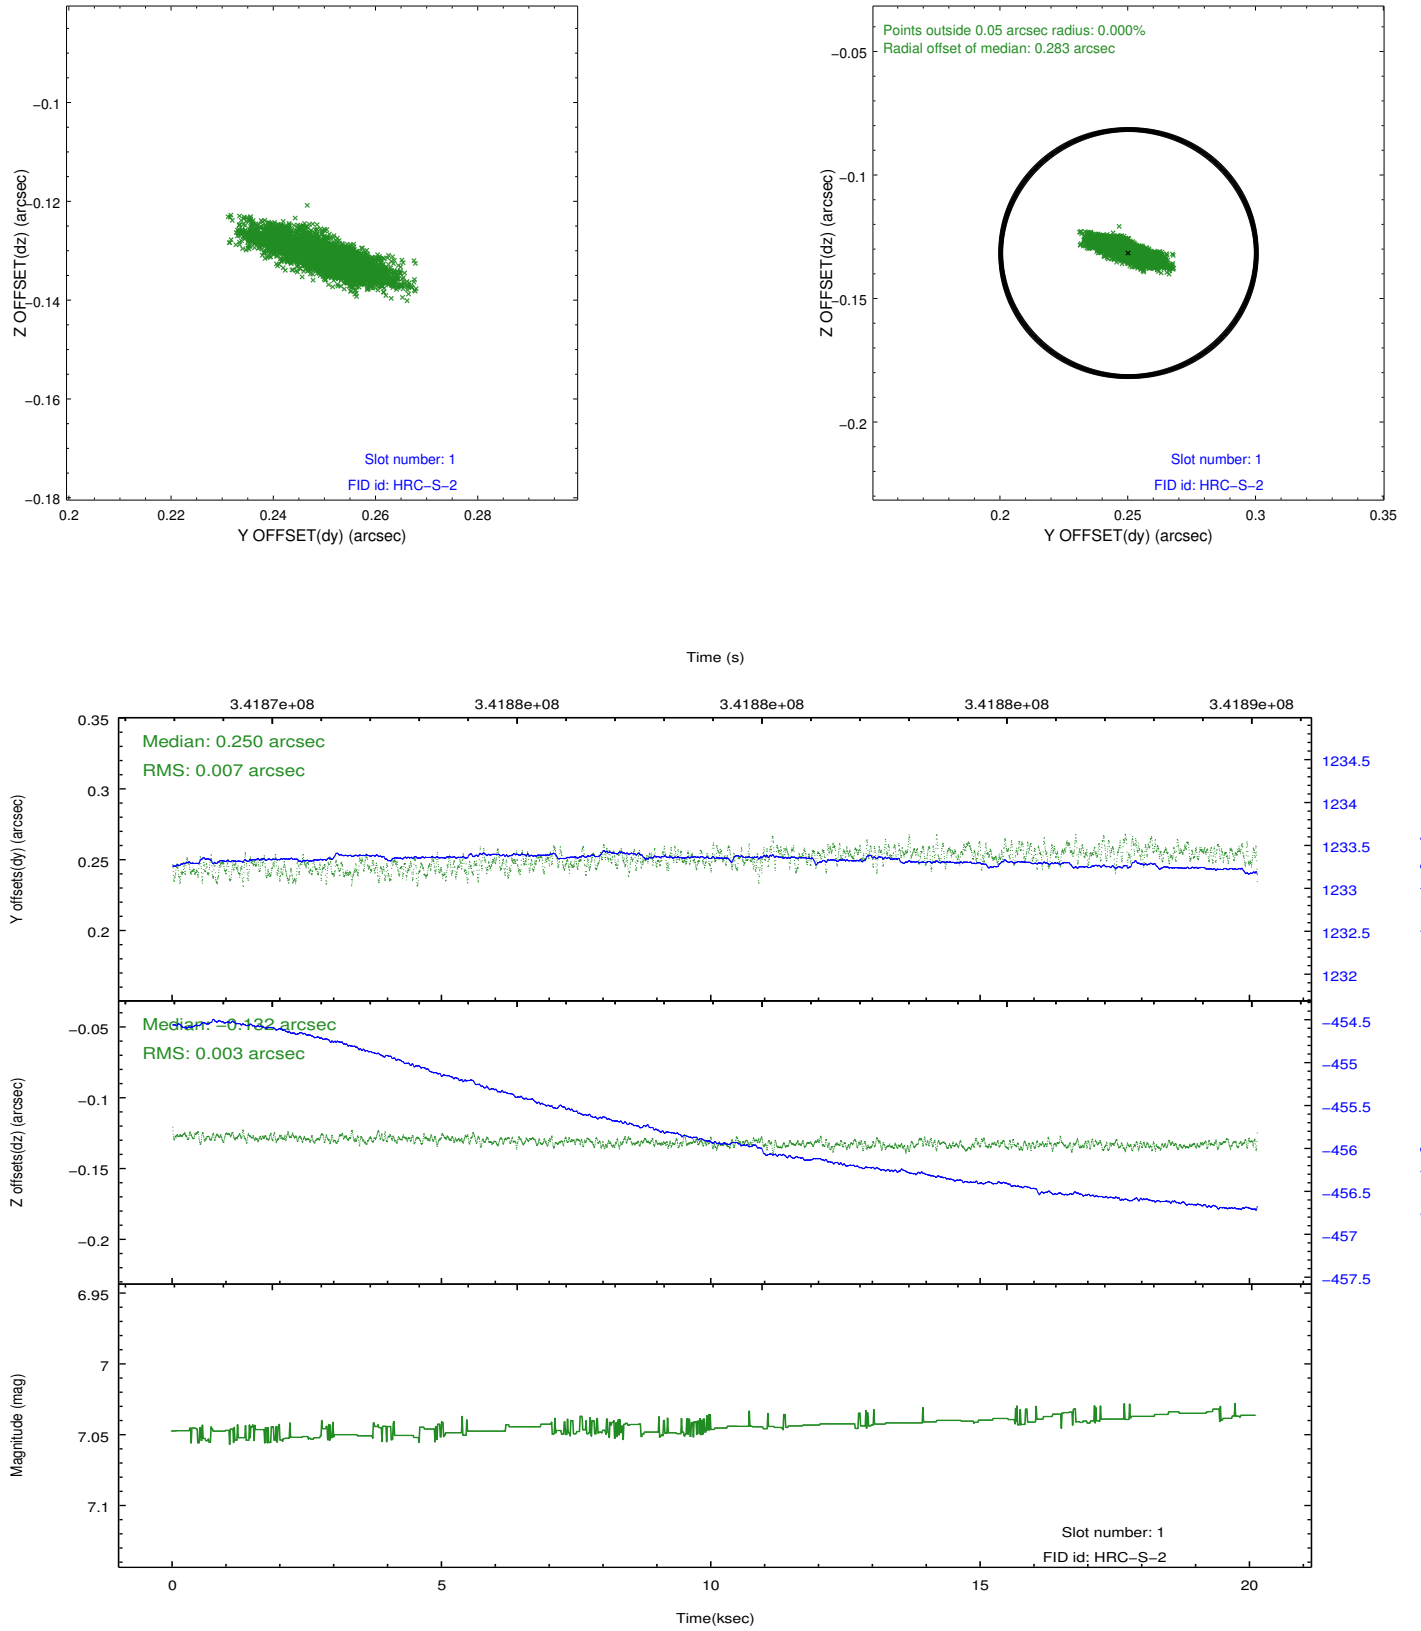 −0.1
−0.12
−0.14
−0.16
−0.18
Z OFFSET(dz) (arcsec)
Slot number: 1
FID id: HRC−S−2
0.2 0.22 0.24 0.26 0.28
Y OFFSET(dy) (arcsec)
Points outside 0.05 arcsec radius: 0.000%
Radial offset of median: 0.283 arcsec
−0.05
−0.1
−0.15
−0.2
Z OFFSET(dz) (arcsec)
Slot number: 1
FID id: HRC−S−2
0.2 0.25 0.3 0.35
Y OFFSET(dy) (arcsec)
Time (s)
3.4187e+08 3.4188e+08 3.4188e+08 3.4188e+08 3.4189e+08
Median: 0.250 arcsec
RMS: 0.007 arcsec
0.35
0.3
0.25
0.2
Y offsets(dy) (arcsec)
1234.5
1234
1233.5
1233
1232.5
1232
Median: −0.132 arcsec
RMS: 0.003 arcsec
−0.05
−0.1
−0.15
−0.2
Z offsets(dz) (arcsec)
−454.5
−455
−455.5
−456
−456.5
−457
−457.5
6.95
7
7.05
7.1
Magnitude (mag)
Slot number: 1
FID id: HRC−S−2
0 5 10 15 20
Time(ksec)